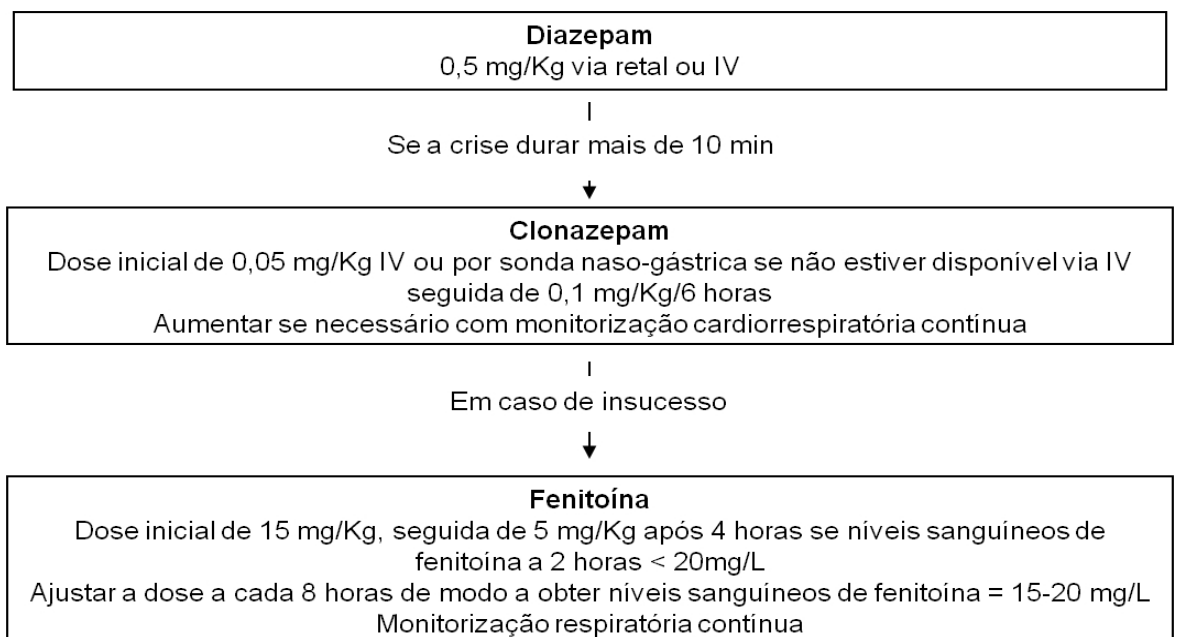 Diazepam
0,5 mg/Kg via retal ou IV
Se a crise durar mais de 10 min
Clonazepam
Dose inicial de 0,05 mg/Kg IV ou por sonda naso-gástrica se não estiver disponível via IV
seguida de 0,1 mg/Kg/6 horas
Aumentar se necessário com monitorização cardiorrespiratória contínua
Em caso de insucesso
Fenitoína
Dose inicial de 15 mg/Kg, seguida de 5 mg/Kg após 4 horas se níveis sanguíneos de
fenitoína a 2 horas < 20mg/L
Ajustar a dose a cada 8 horas de modo a obter níveis sanguíneos de fenitoína = 15-20 mg/L
Monitorização respiratória contínua